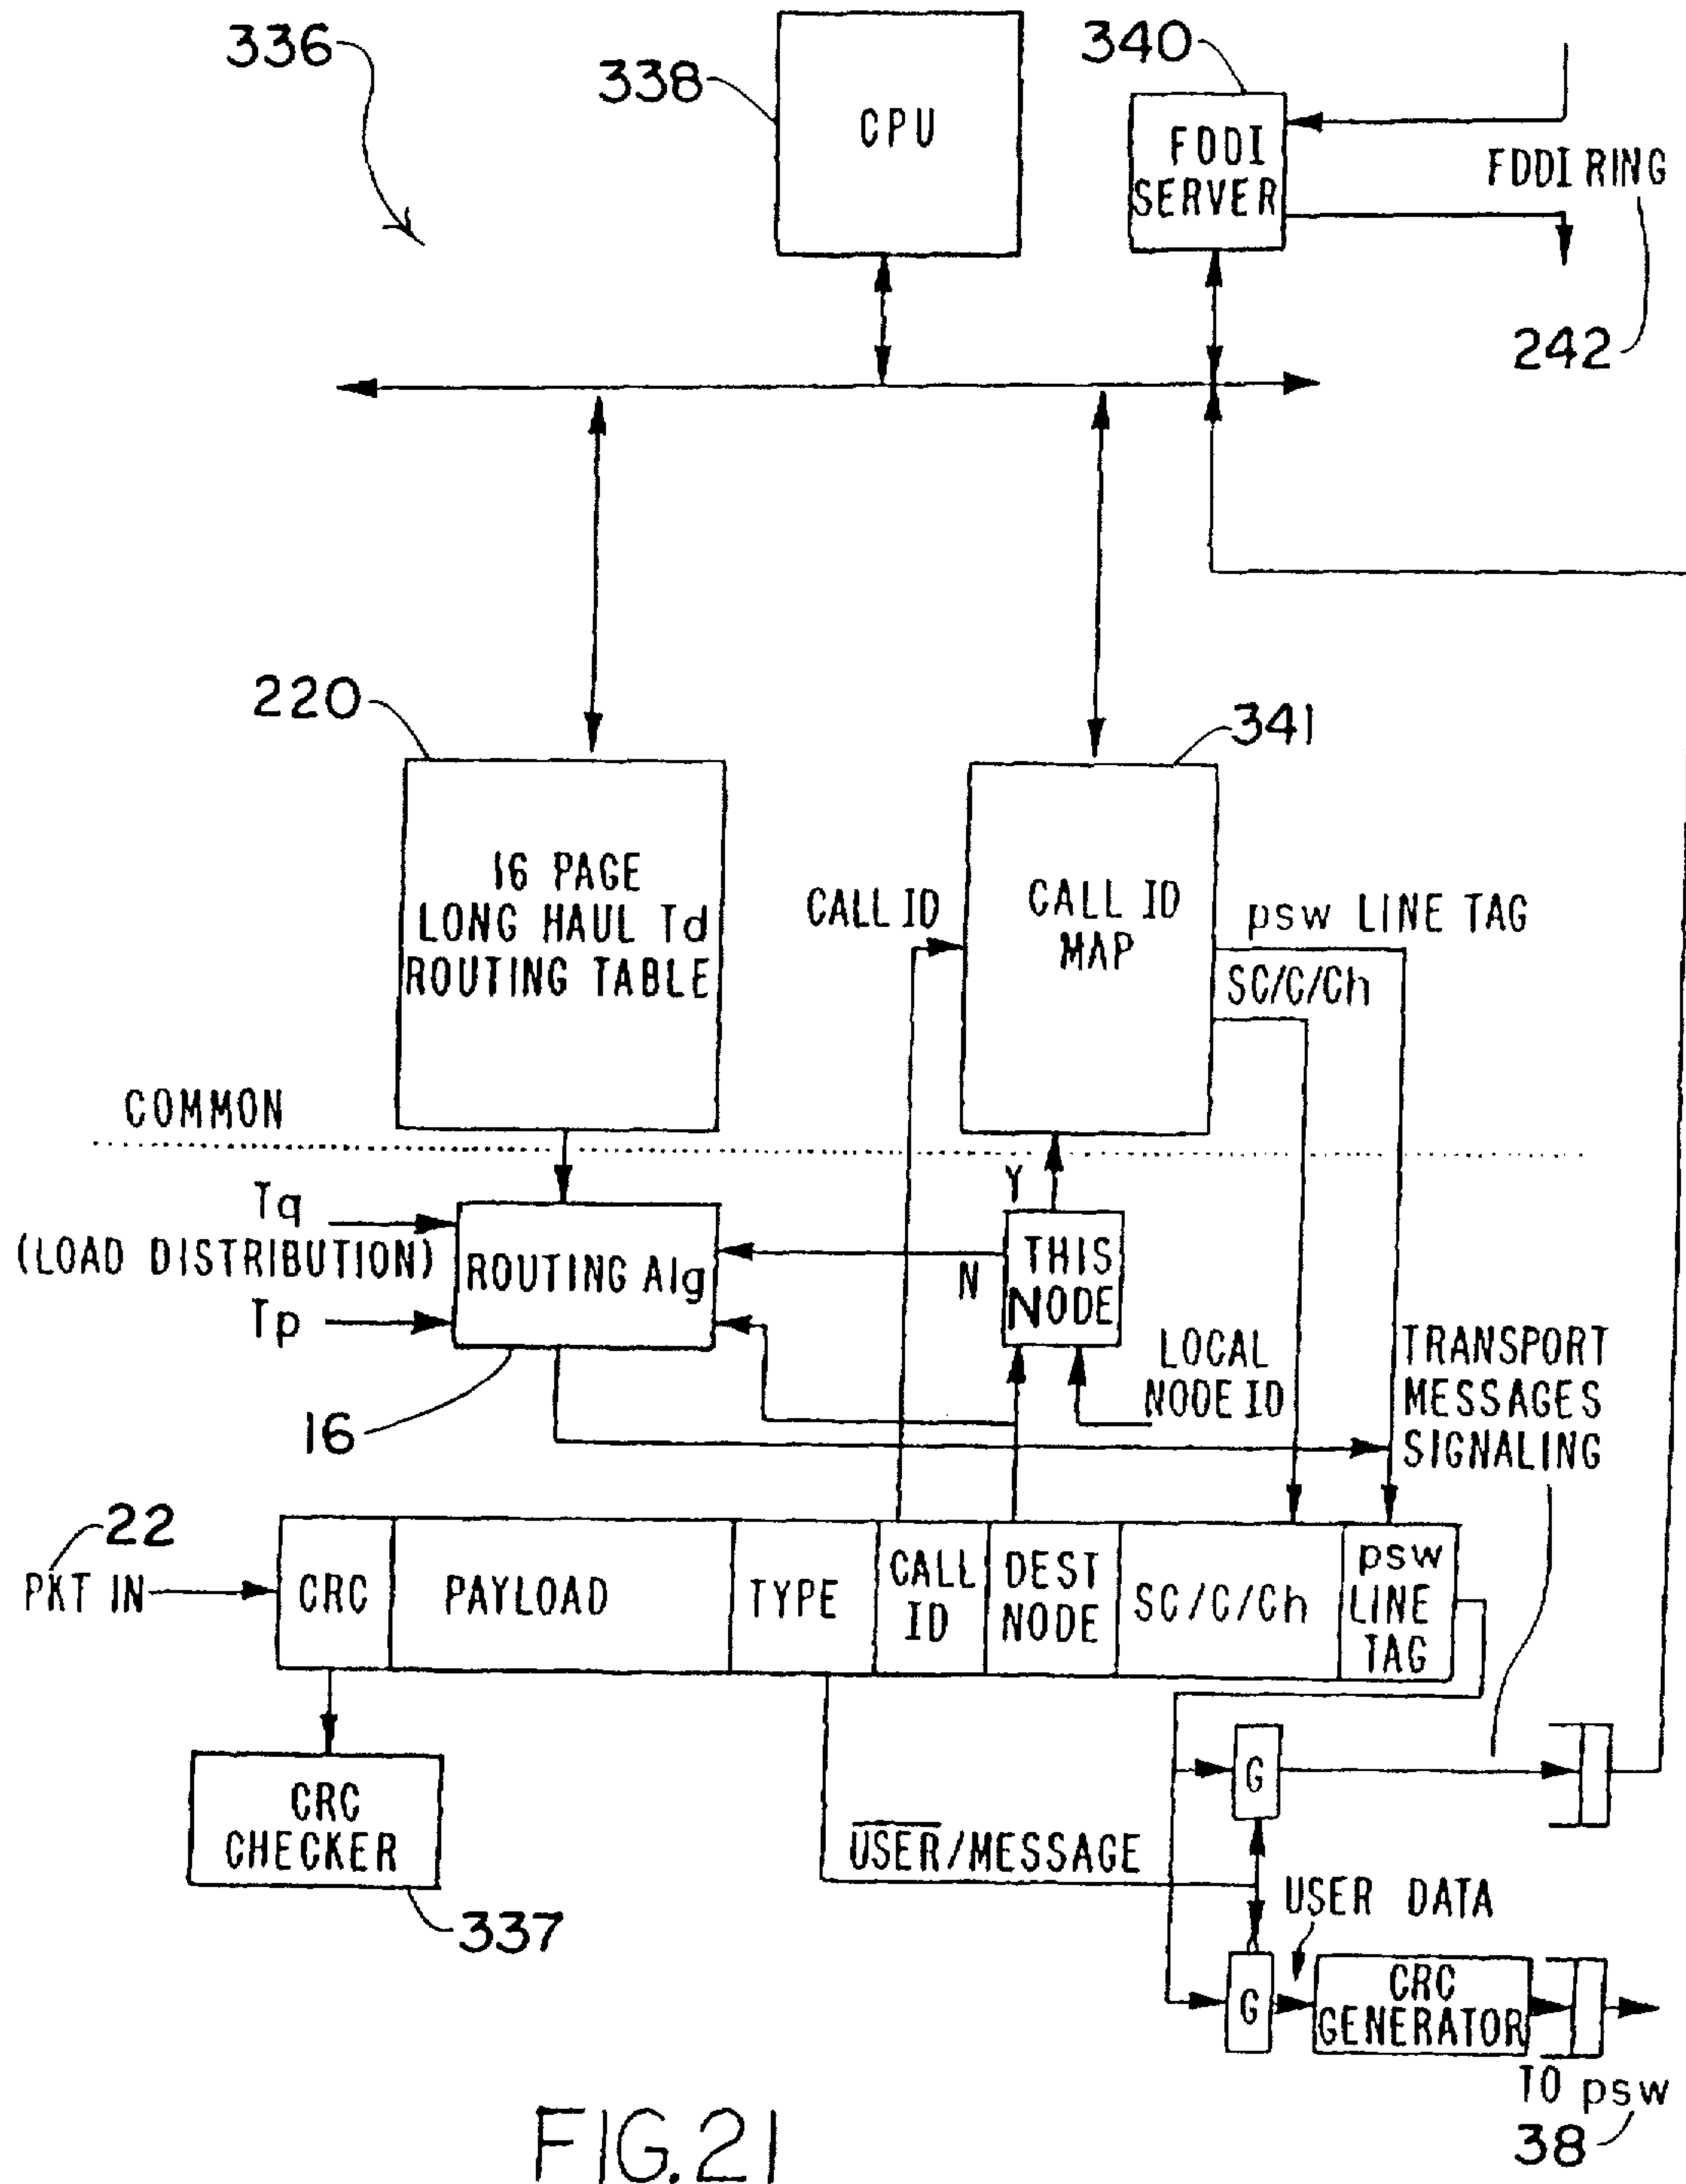 336
338
CPU
340
FDDI
SERVER
FDDI RING
242
220
341
16 PAGE
LONG HAUL Td
ROUTING TABLE
CALL ID
CALL ID
MAP
psw LINE TAG
SC/C/Ch
COMMON
Tq
(LOAD DISTRIBUTION)
Tp
ROUTING Alg
16
Y
N
THIS
NODE
LOCAL
NODE ID
TRANSPORT
MESSAGES
SIGNALING
22
PKT IN
CRC
PAYLOAD
TYPE
CALL
ID
DEST
NODE
SC/C/Ch
psw
LINE
TAG
CRC
CHECKER
337
USER/MESSAGE
G
USER DATA
G
CRC
GENERATOR
TO psw
38
FIG.21